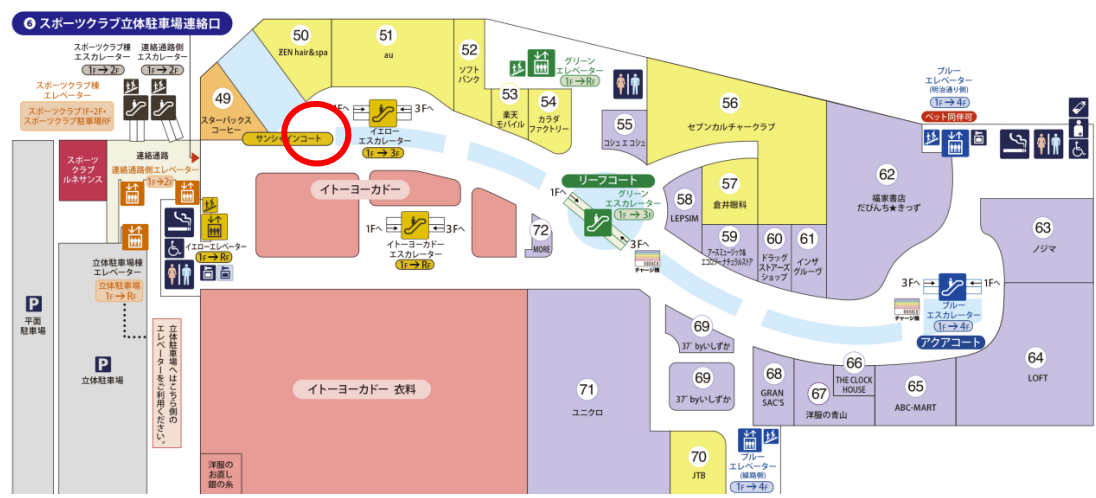 6 スポーツクラブ立体駐車場連絡口
スポーツクラブ棟
エスカレーター
1F→2F
連絡通路側
エスカレーター
1F→2F
スポーツクラブ棟
エレベーター
スポーツクラブ1F・2F・
スポーツクラブ駐車場RF
スポーツ
クラブ
ルネサンス
連絡通路
連絡通路側エレベーター
1F→2F
49
スターバックス
コーヒー
サンシャインコート
50
ZEN hair&spa
51
au
52
ソフト
バンク
53
楽天
モバイル
54
カラダ
ファクトリー
グリーン
エレベーター
1F→RF
1Fへ
3Fへ
イエロー
エスカレーター
1F→3F
55
コシュ エ コシュ
56
セブンカルチャークラブ
ブルー
エレベーター
(明治通り側)
1F→4F
ペット同伴可
イトーヨーカドー
1Fへ
3Fへ
イトーヨーカドー
エスカレーター
1F→RF
イエローエレベーター
1F→RF
リーフコート
1Fへ
グリーン
エスカレーター
1F→3F
3Fへ
チャージ機
72
MORE
57
倉井眼科
58
LEPSIM
59
アースミュージック&
エコロジーナチュラルストア
60
ドラッグ
ストアーズ
ショップ
61
インザ
グルーヴ
62
福家書店
だびんち★きっず
63
ノジマ
3Fへ
1Fへ
ブルー
エスカレーター
1F→4F
チャージ機
アクアコート
64
LOFT
65
ABC-MART
66
THE CLOCK
HOUSE
67
洋服の青山
68
GRAN
SAC'S
69
37° byいしずか
69
37° byいしずか
70
JTB
ブルー
エレベーター
(線路側)
1F→4F
71
ユニクロ
イトーヨーカドー 衣料
洋服の
お直し
銀の糸
立体駐車場棟
エレベーター
立体駐車場
1F→RF
立体駐車場へはこちら側の
エレベーターをご利用ください。
P
平面
駐車場
P
立体駐車場